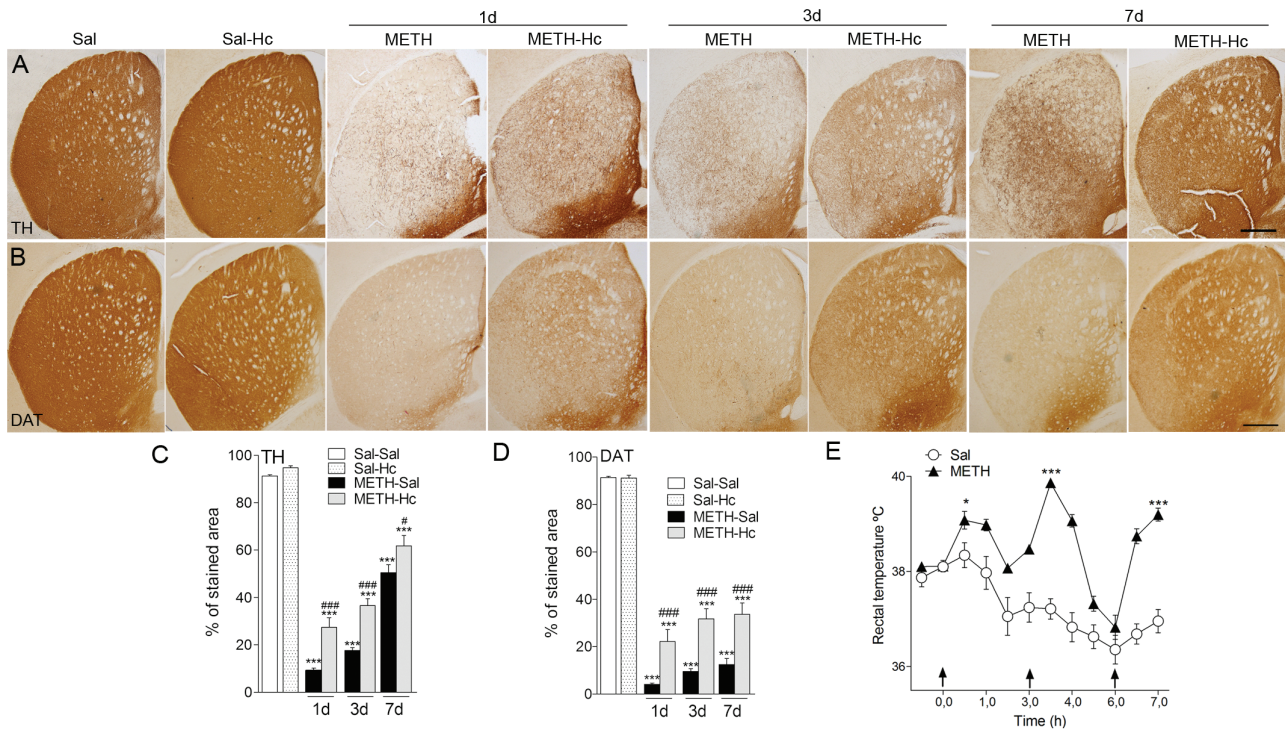 1d 3d 7d
Sal Sal-Hc METH METH-Hc METH METH-Hc METH METH-Hc
A
TH
B
DAT
C
TH
Sal-Sal
Sal-Hc
METH-Sal
METH-Hc
% of stained area
100
80
60
40
20
0
*** ### *** *** ### *** *** # ***
1d 3d 7d
D
DAT
Sal-Sal
Sal-Hc
METH-Sal
METH-Hc
% of stained area
100
80
60
40
20
0
*** ### *** *** ### *** *** ### ***
1d 3d 7d
E
Sal
METH
Rectal temperature ºC
40
38
36
* *** ***
0,0 1,0 3,0 4,0 6,0 7,0
Time (h)